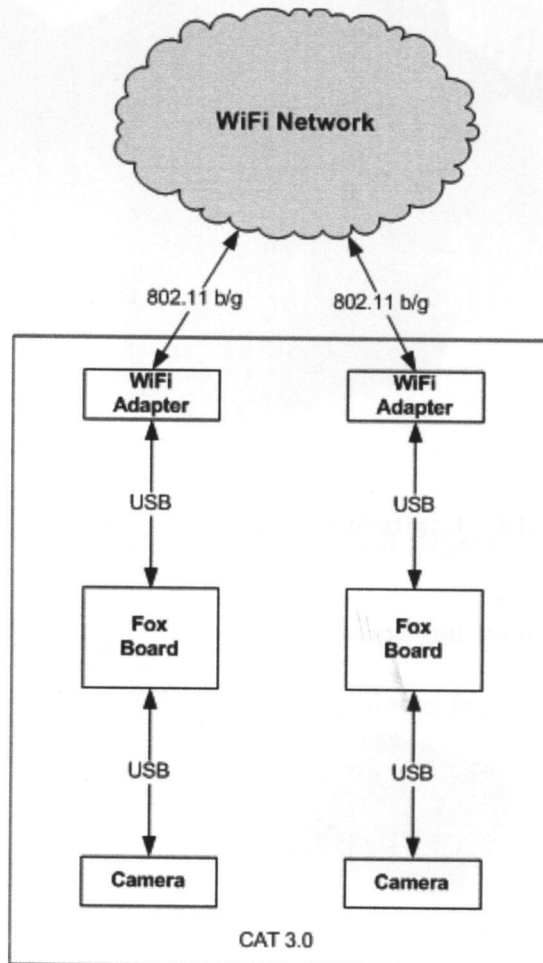 WiFi Network
802.11 b/g
802.11 b/g
WiFi
Adapter
WiFi
Adapter
USB
USB
Fox
Board
Fox
Board
USB
USB
Camera
Camera
CAT 3.0